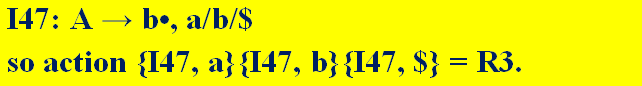 I47: A → b•, a/b/$
so action {I47, a}{I47, b}{I47, $} = R3.